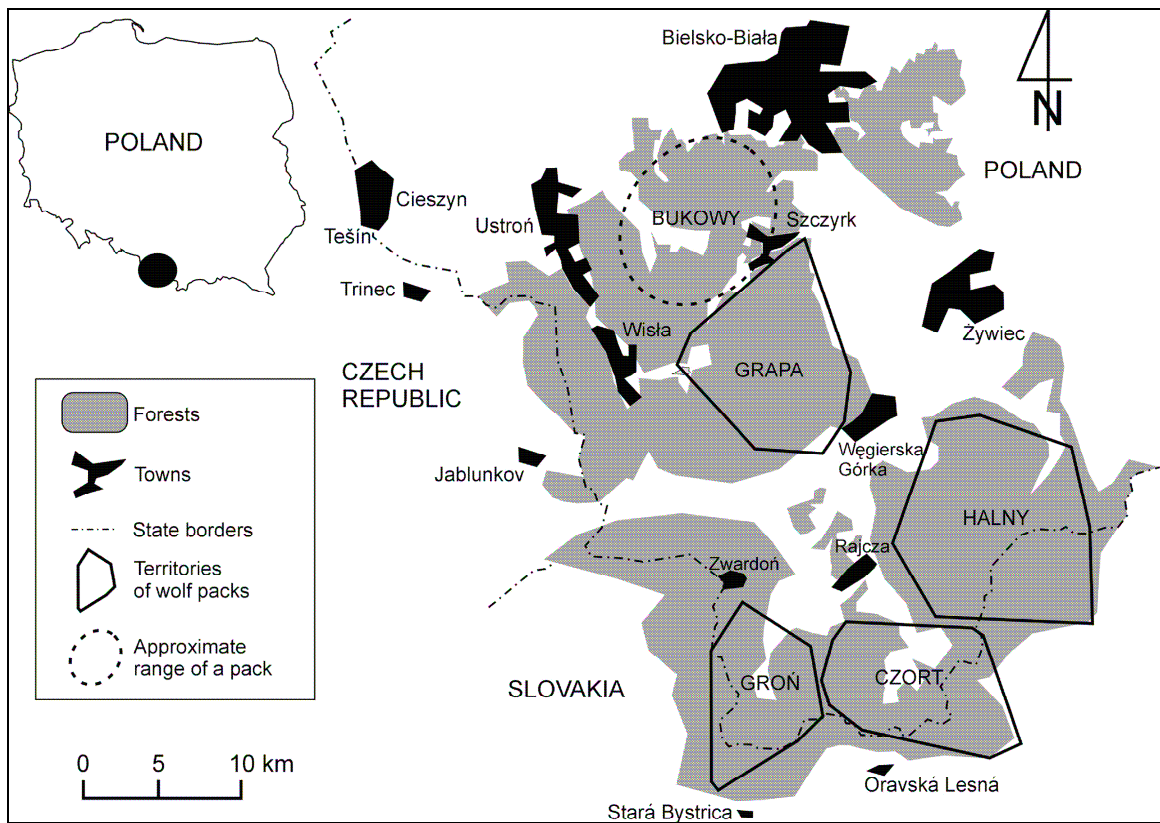 Bielsko-Biała
POLAND
N
POLAND
Cieszyn
BUKOWY
Szczyrk
Ustroń
Tešín
Trinec
Żywiec
Wisła
CZECH
REPUBLIC
GRAPA
Forests
Węgierska
Górka
Jablunkov
Towns
HALNY
State borders
Rajcza
Zwardoń
Territories
of wolf packs
Approximate
range of a pack
SLOVAKIA
GROŃ
CZORT
0 5 10 km
Oravská Lesná
Stará Bystrica